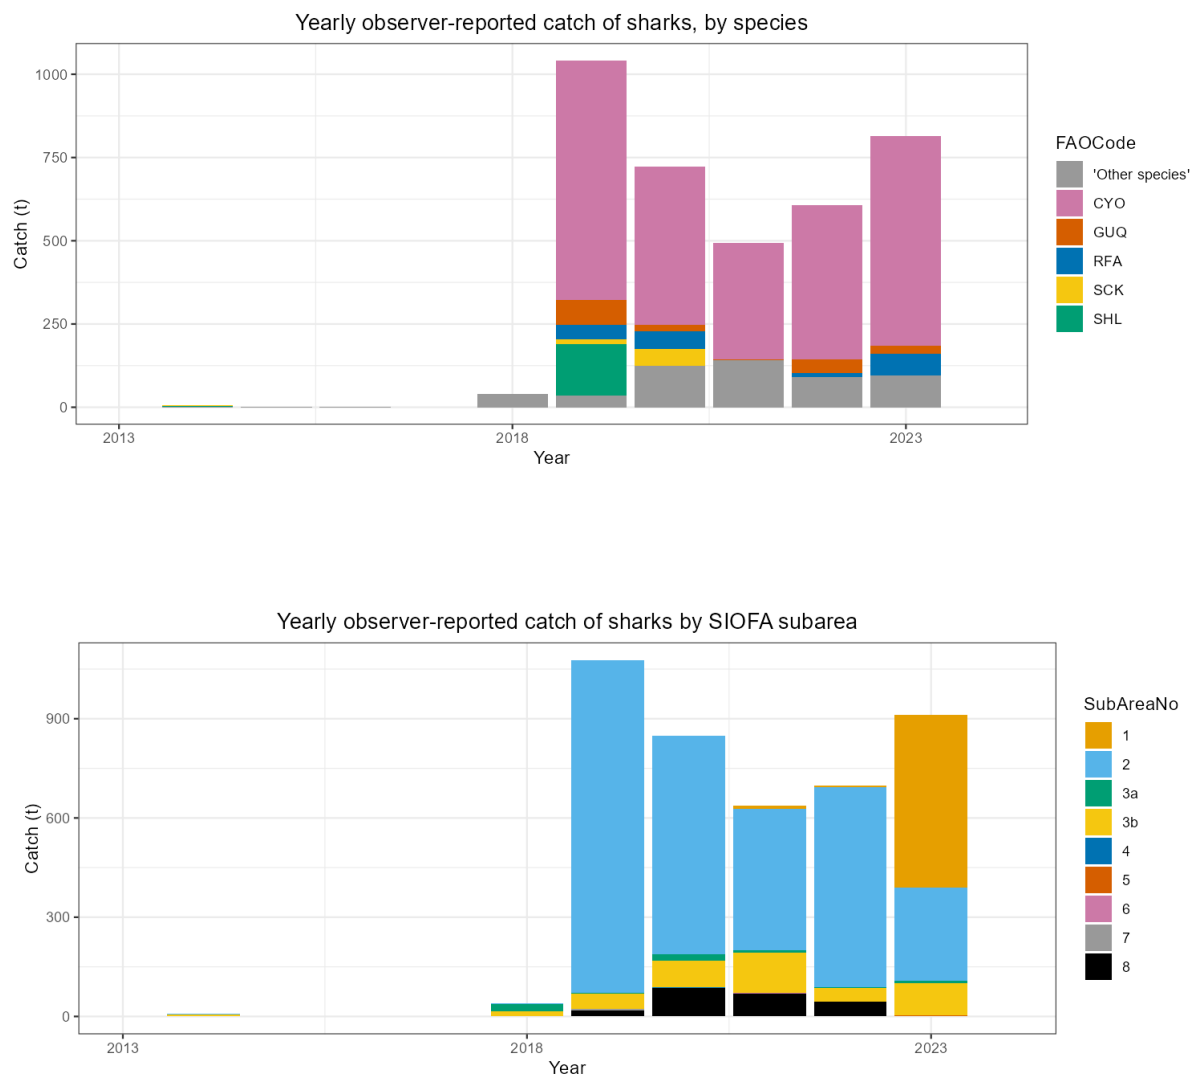 Yearly observer-reported catch of sharks, by species
1000
750
500
250
0
Catch (t)
2013
2018
2023
Year
FAOCode
'Other species'
CYO
GUQ
RFA
SCK
SHL
Yearly observer-reported catch of sharks by SIOFA subarea
900
600
300
0
Catch (t)
2013
2018
2023
Year
SubAreaNo
1
2
3a
3b
4
5
6
7
8